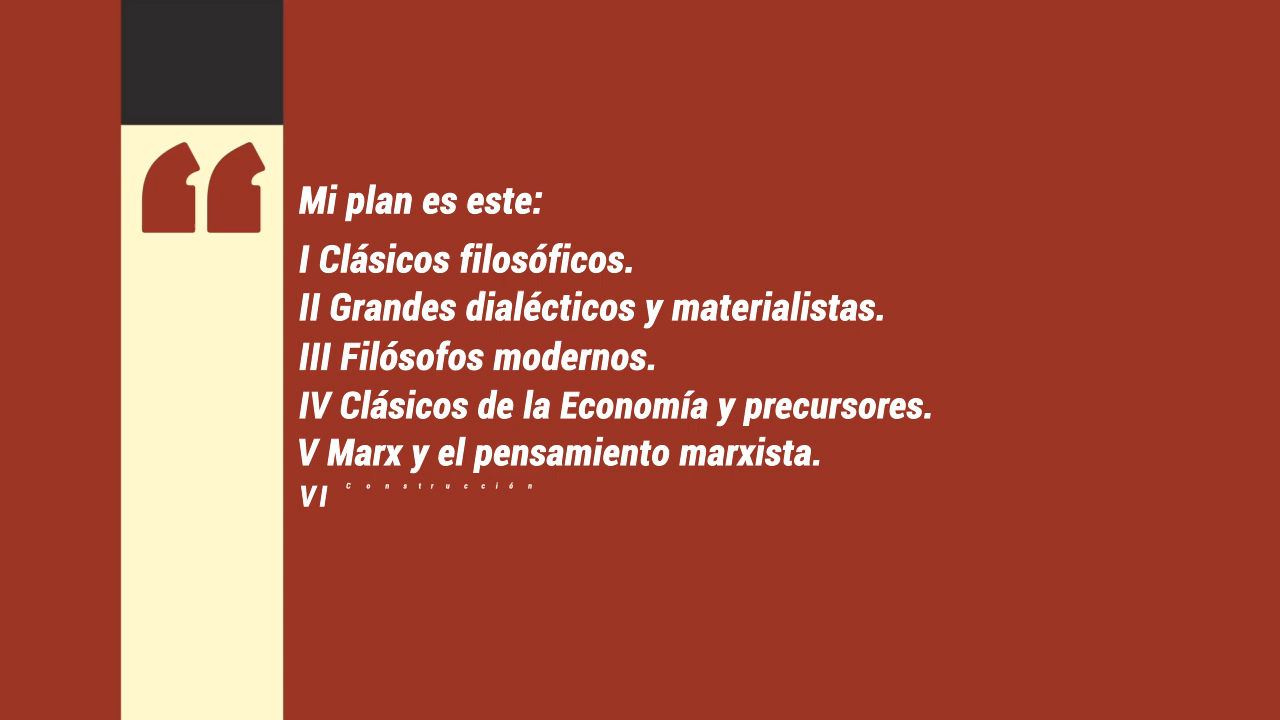 Mi plan es este:
I Clásicos filosóficos.
II Grandes dialécticos y materialistas.
III Filósofos modernos.
IV Clásicos de la Economía y precursores.
V Marx y el pensamiento marxista.
VI Construcción